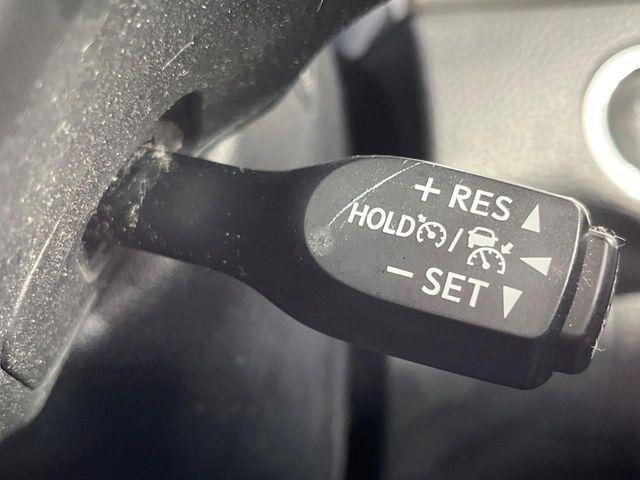 + RES
HOLD /
− SET